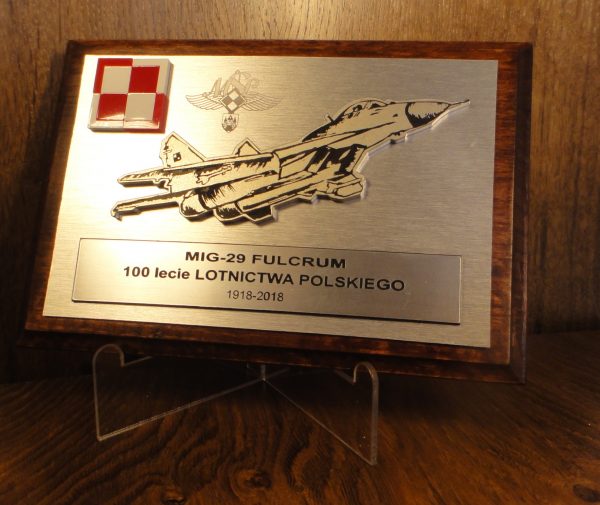 MIG-29 FULCRUM
100 lecie LOTNICTWA POLSKIEGO
1918-2018